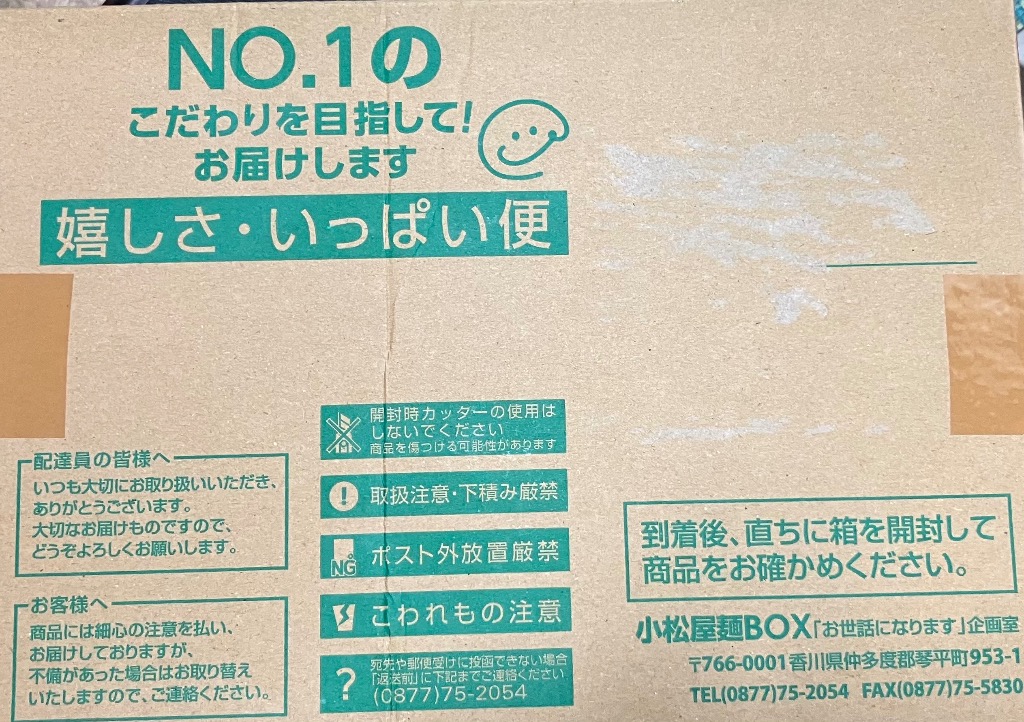 NO.1の
こだわりを目指して!
お届けします
嬉しさ・いっぱい便
開封時カッターの使用は
しないでください
商品を傷つける可能性があります
取扱注意・下積み厳禁
NG
ポスト外放置厳禁
こわれもの注意
?
宛先や郵便受けに投函できない場合
「返送前」に下記までご連絡ください
(0877)75-2054
配達員の皆様へ
いつも大切にお取り扱いいただき、
ありがとうございます。
大切なお届けものですので、
どうぞよろしくお願いします。
お客様へ
商品には細心の注意を払い、
お届けしておりますが、
不備があった場合はお取り替え
いたしますので、ご連絡ください。
到着後、直ちに箱を開封して
商品をお確かめください。
小松屋麺BOX「お世話になります」企画室
〒766-0001香川県仲多度郡琴平町953-1
TEL(0877)75-2054 FAX(0877)75-5830